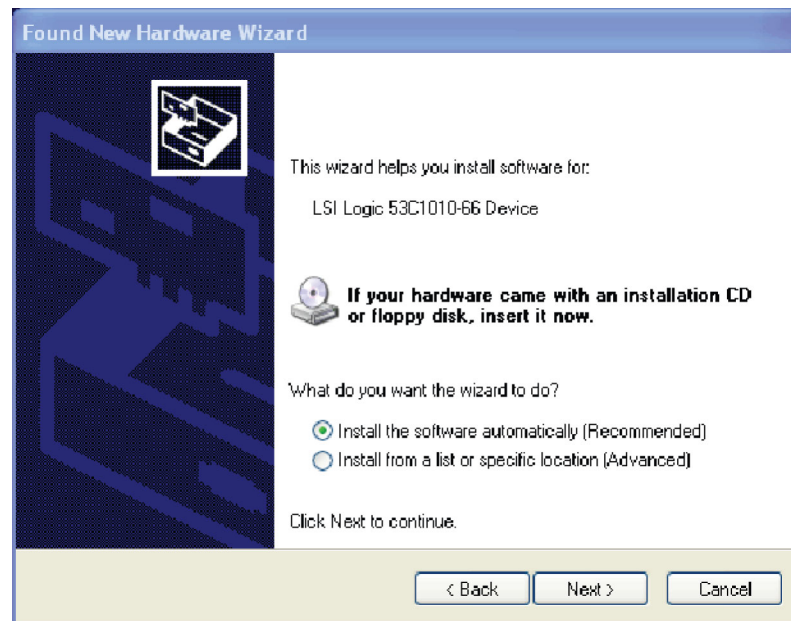 Found New Hardware Wizard
This wizard helps you install software for:
LSI Logic 53C1010-66 Device
If your hardware came with an installation CD
or floppy disk, insert it now.
What do you want the wizard to do?
Install the software automatically (Recommended)
Install from a list or specific location (Advanced)
Click Next to continue.
< Back Next > Cancel